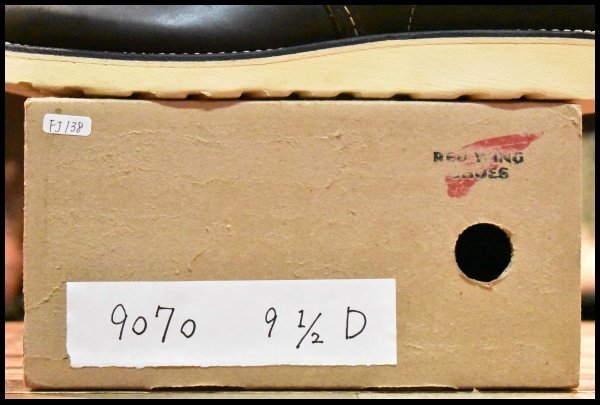 FJ138
RED WING
SHOES
9070 9 ½ D